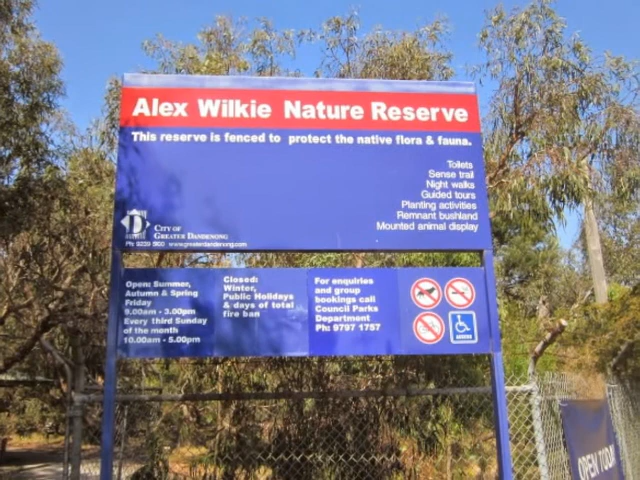 Alex Wilkie Nature Reserve
This reserve is fenced to protect the native flora & fauna.
Toilets
Sense trail
Night walks
Guided tours
Planting activities
Remnant bushland
Mounted animal display
CITY OF
GREATER DANDENONG
www.greaterdandenong.com
Open: Summer,
Autumn & Spring
Friday
9.00am - 3.00pm
Every third Sunday
of the month
10.00am - 5.00pm
Closed:
Winter,
Public Holidays
& days of total
fire ban
For enquiries
and group
bookings call
Council Parks
Department
Ph: 9797 1757
OPEN TODAY